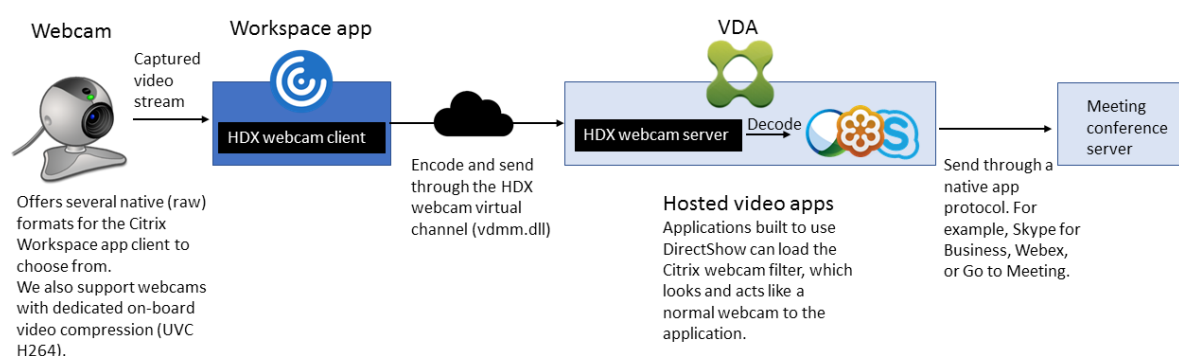 Webcam
Captured
video
stream
Offers several native (raw)
formats for the Citrix
Workspace app client to
choose from.
We also support webcams
with dedicated on-board
video compression (UVC
H264).
Workspace app
HDX webcam client
Encode and send
through the HDX
webcam virtual
channel (vdmm.dll)
VDA
HDX webcam server
Decode
S
Hosted video apps
Applications built to use
DirectShow can load the
Citrix webcam filter, which
looks and acts like a
normal webcam to the
application.
Send through a
native app
protocol. For
example, Skype for
Business, Webex,
or Go to Meeting.
Meeting
conference
server